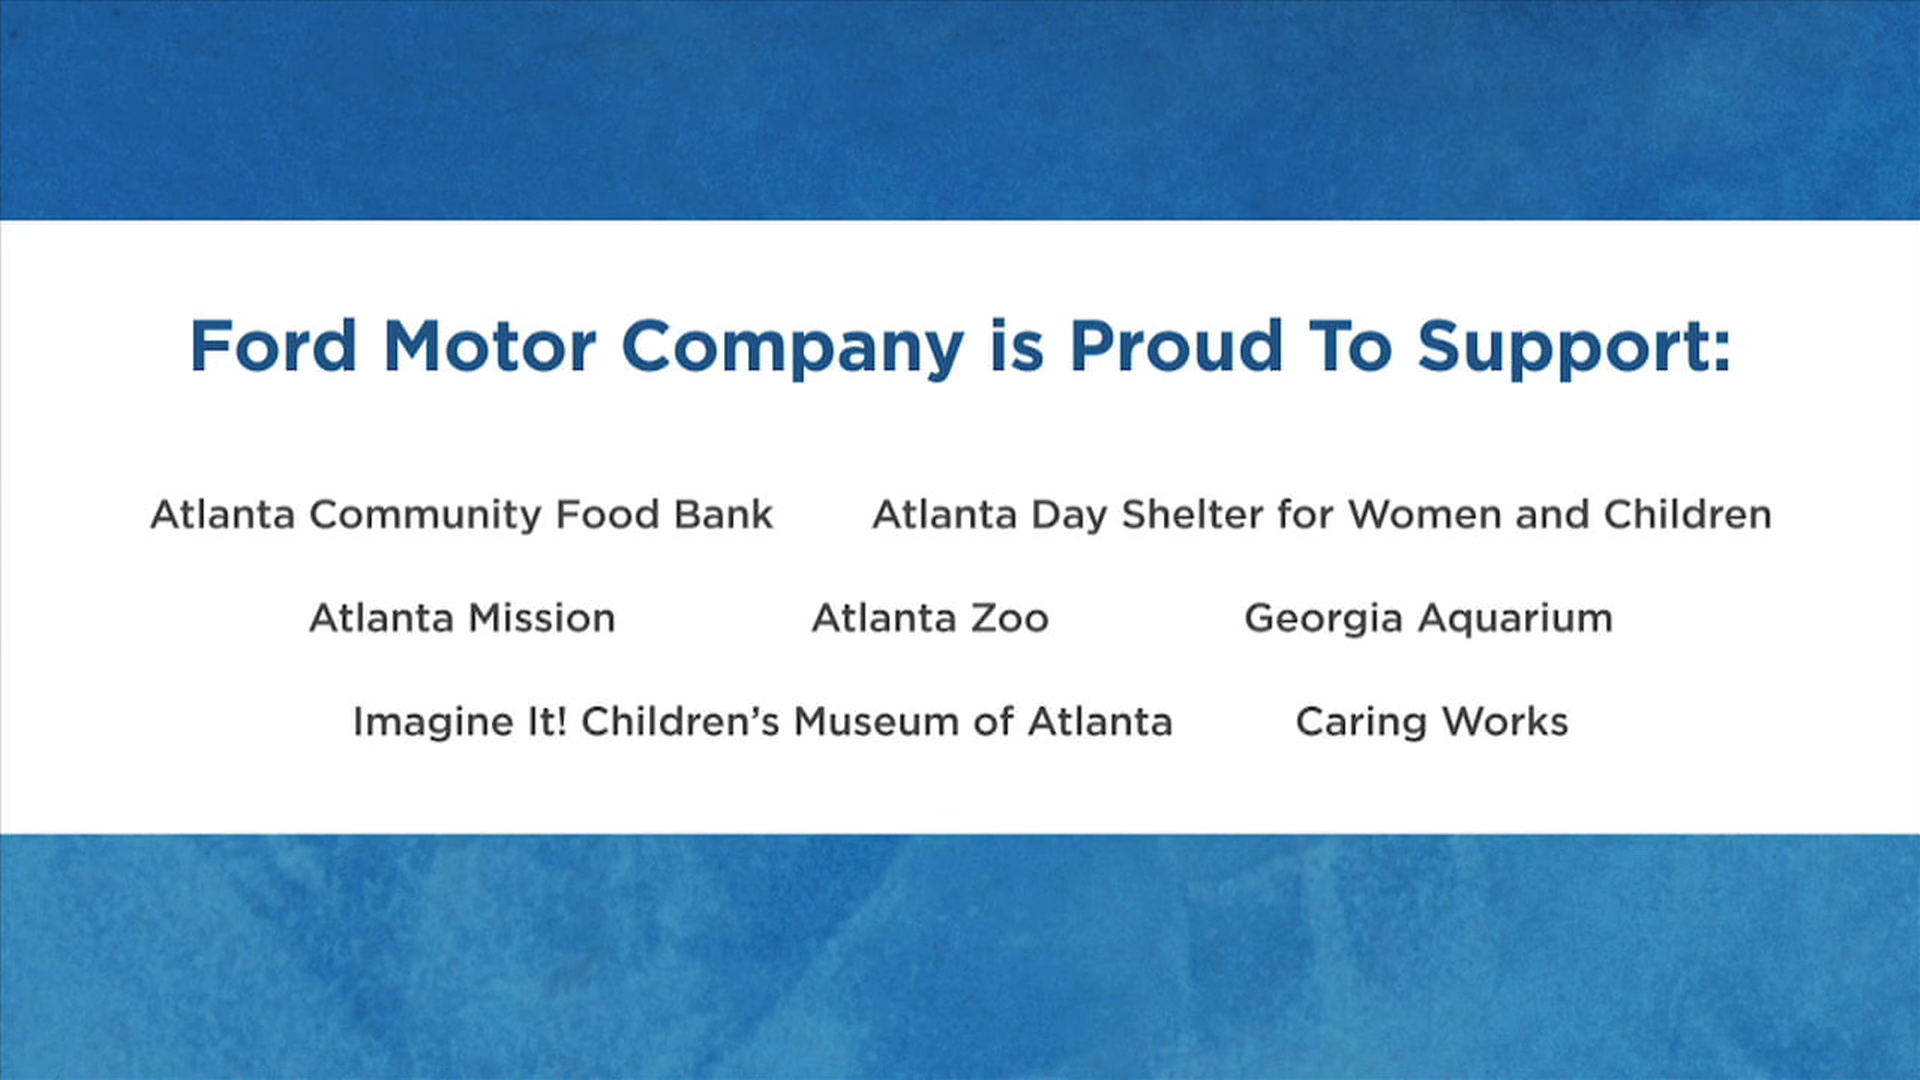 Ford Motor Company is Proud To Support:
Atlanta Community Food Bank Atlanta Day Shelter for Women and Children
Atlanta Mission Atlanta Zoo Georgia Aquarium
Imagine It! Children’s Museum of Atlanta Caring Works